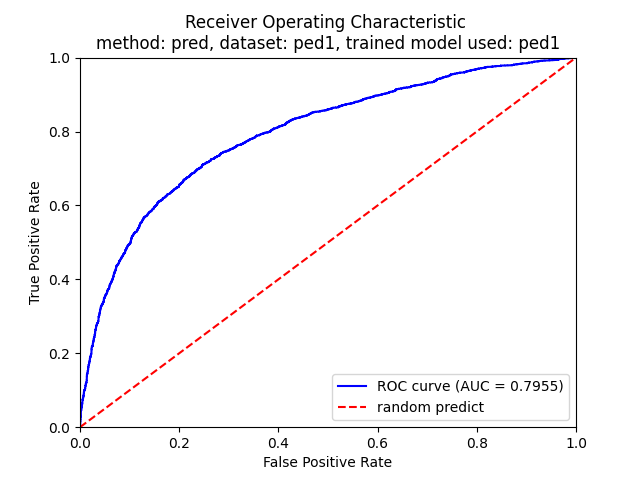 Receiver Operating Characteristic
method: pred, dataset: ped1, trained model used: ped1
1.0
0.8
0.6
0.4
0.2
0.0
True Positive Rate
ROC curve (AUC = 0.7955)
random predict
0.0 0.2 0.4 0.6 0.8 1.0
False Positive Rate